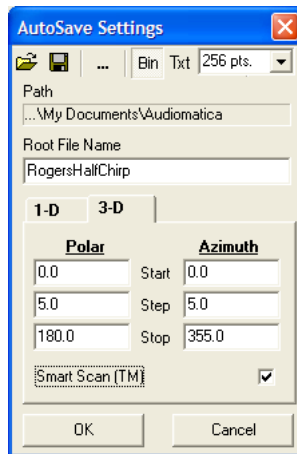 AutoSave Settings
... Bin Txt 256 pts.
Path
...\My Documents\Audiomatica
Root File Name
RogersHalfChirp
1-D 3-D
Polar Azimuth
0.0 Start 0.0
5.0 Step 5.0
180.0 Stop 355.0
Smart Scan (TM)
OK Cancel